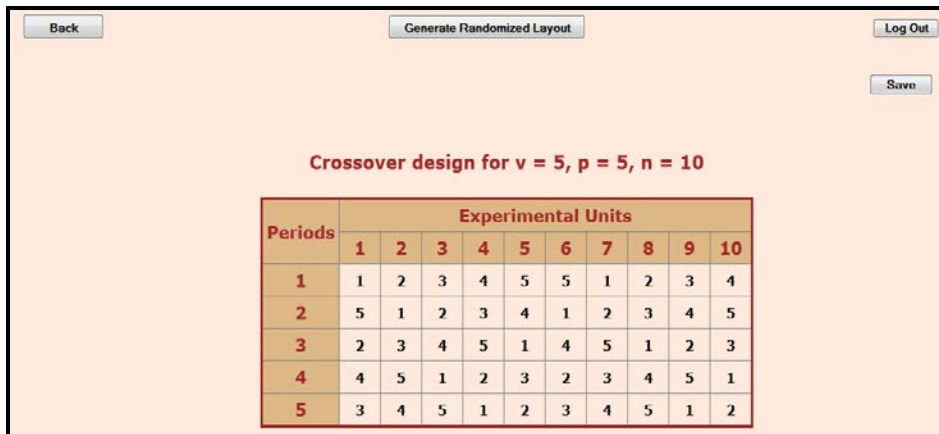 Back Generate Randomized Layout Log Out
Save
Crossover design for v = 5, p = 5, n = 10
Periods Experimental Units
1 2 3 4 5 6 7 8 9 10
1 1 2 3 4 5 5 1 2 3 4
2 5 1 2 3 4 1 2 3 4 5
3 2 3 4 5 1 4 5 1 2 3
4 4 5 1 2 3 2 3 4 5 1
5 3 4 5 1 2 3 4 5 1 2